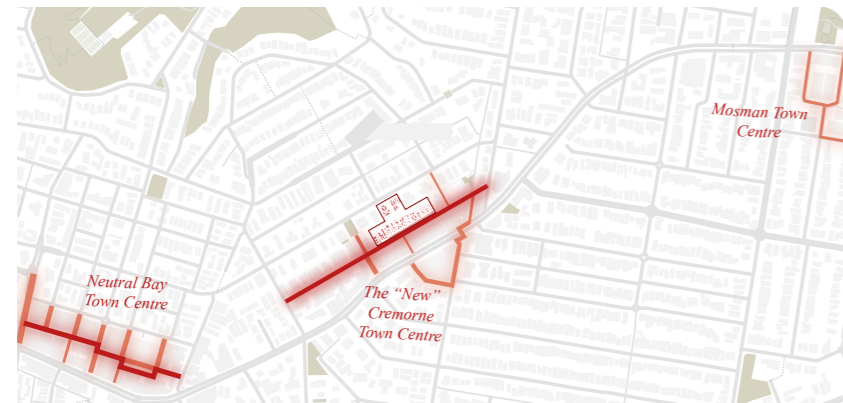 Mosman Town
Centre
Neutral Bay
Town Centre
The “New”
Cremorne
Town Centre